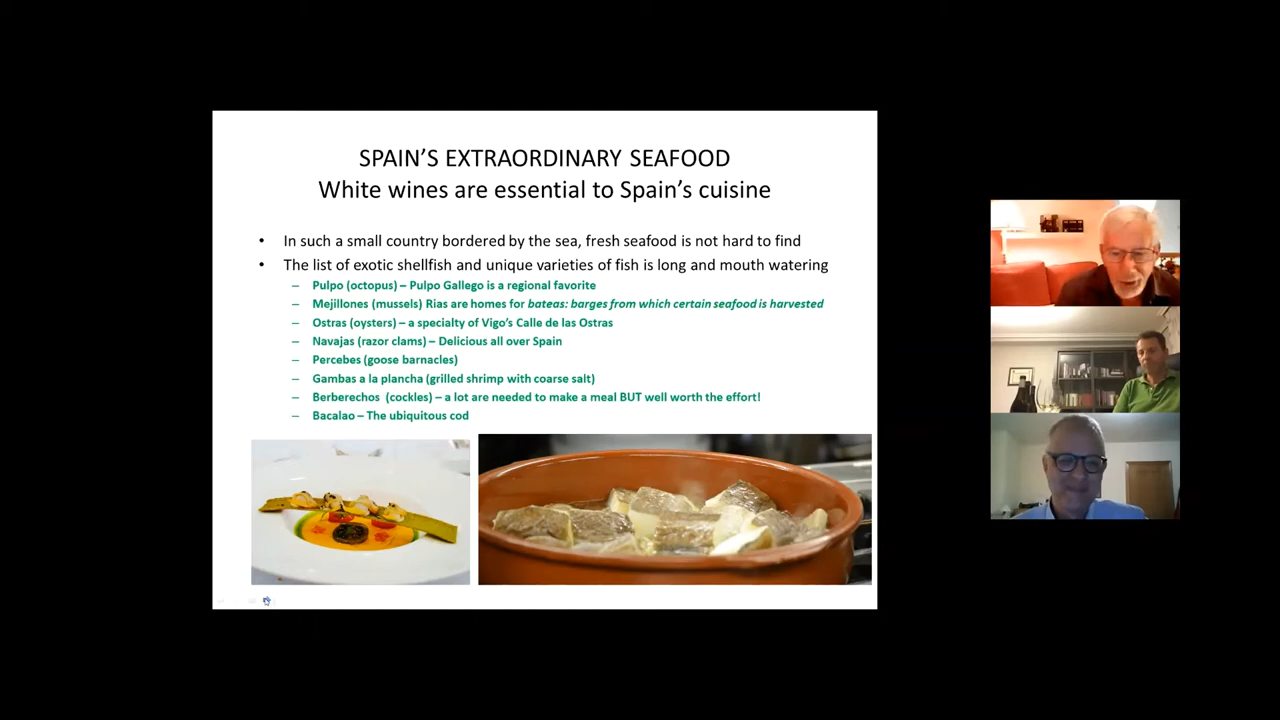 SPAIN'S EXTRAORDINARY SEAFOOD
White wines are essential to Spain's cuisine
• In such a small country bordered by the sea, fresh seafood is not hard to find
• The list of exotic shellfish and unique varieties of fish is long and mouth watering
– Pulpo (octopus) – Pulpo Gallego is a regional favorite
– Mejillones (mussels) Rias are homes for bateas: barges from which certain seafood is harvested
– Ostras (oysters) – a specialty of Vigo's Calle de las Ostras
– Navajas (razor clams) – Delicious all over Spain
– Percebes (goose barnacles)
– Gambas a la plancha (grilled shrimp with coarse salt)
– Berberechos (cockles) – a lot are needed to make a meal BUT well worth the effort!
– Bacalao – The ubiquitous cod